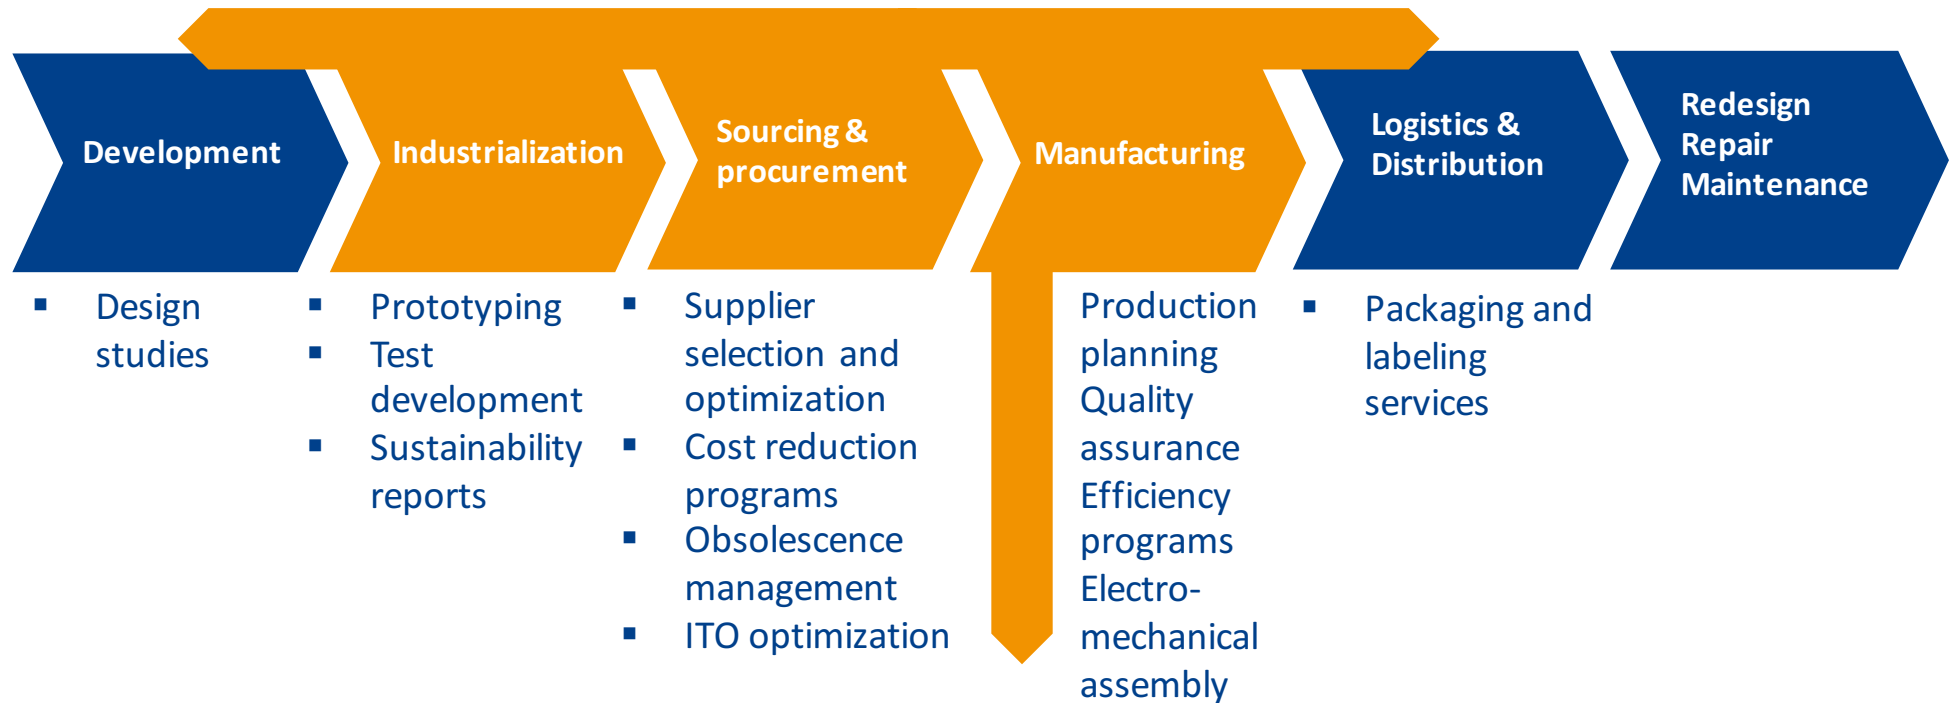 Development
Industrialization
Sourcing &
procurement
Manufacturing
Logistics &
Distribution
Redesign
Repair
Maintenance
▪ Design
studies
▪ Prototyping
▪ Test
development
▪ Sustainability
reports
▪ Supplier
selection and
optimization
▪ Cost reduction
programs
▪ Obsolescence
management
▪ ITO optimization
Production
planning
Quality
assurance
Efficiency
programs
Electro-
mechanical
assembly
▪ Packaging and
labeling
services